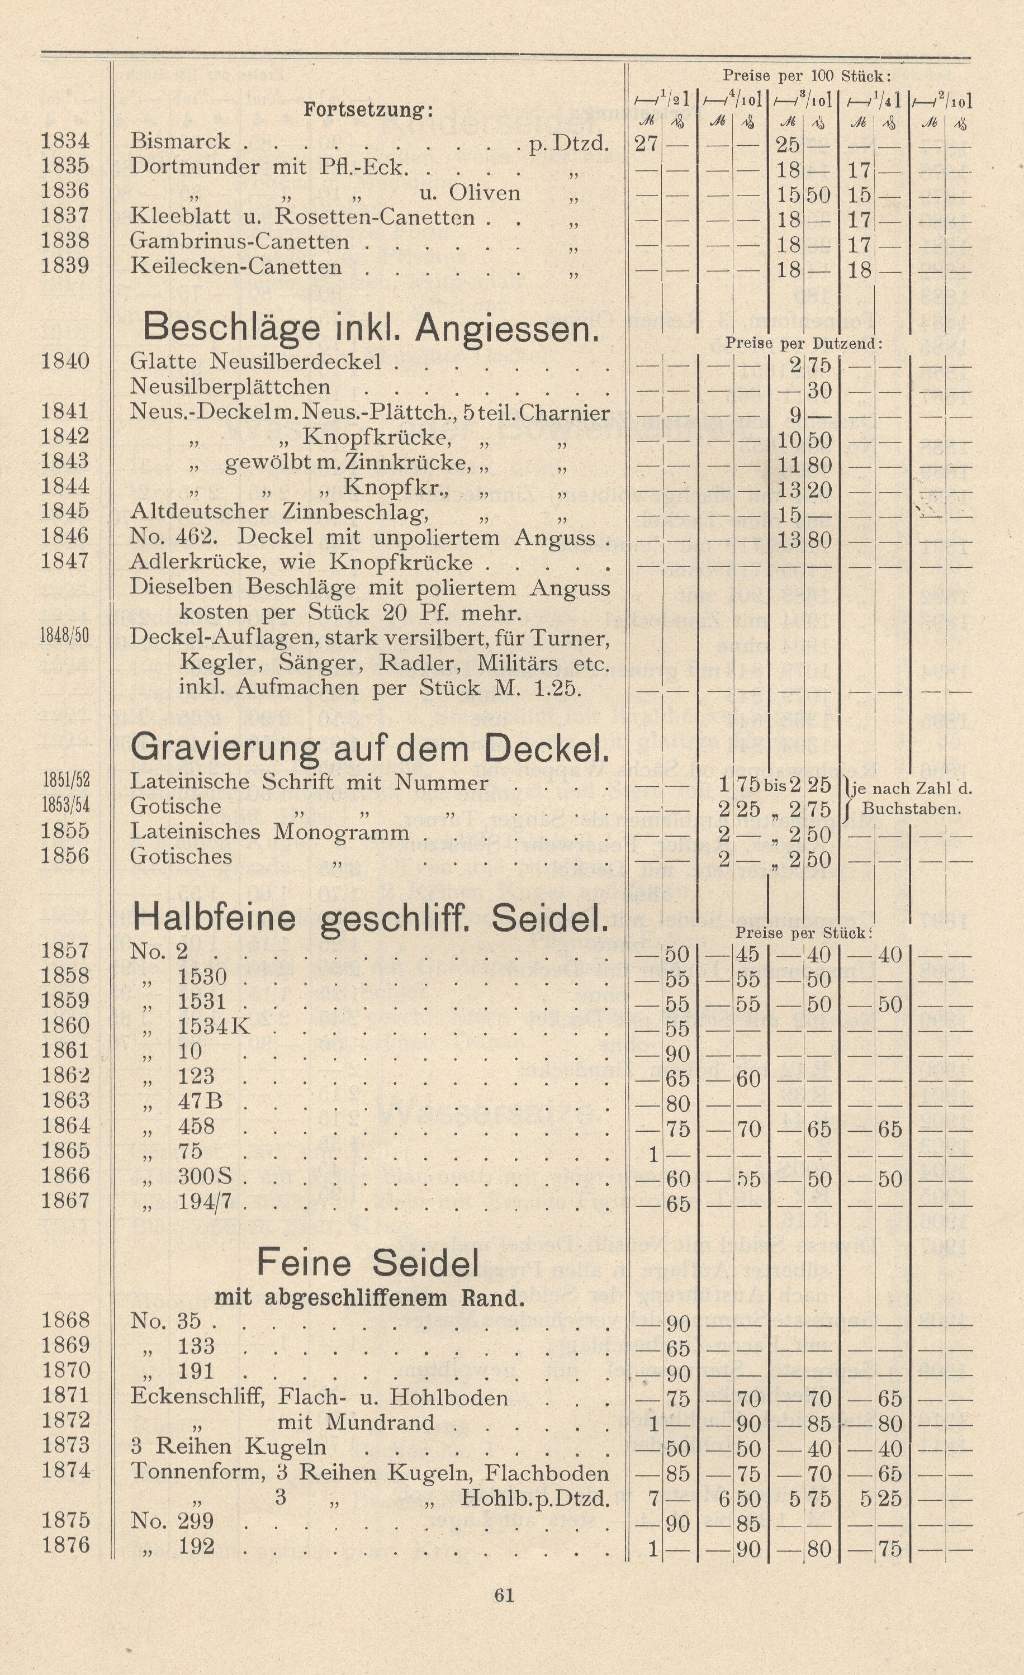 Preise per 100 Stück:
Fortsetzung: ⊢⊣ 1/2 l ⊢⊣ 4/10 l ⊢⊣ 3/10 l ⊢⊣ 1/4 l ⊢⊣ 2/10 l
ℳ ₰ ℳ ₰ ℳ ₰ ℳ ₰ ℳ ₰
1834 Bismarck . . . . . . . . . . p. Dtzd. 27 — — — 25 — — — — —
1835 Dortmunder mit Pfl.-Eck. . . . . „ — — — — 18 — 17 — — —
1836 „ „ „ u. Oliven „ — — — — 15 50 15 — — —
1837 Kleeblatt u. Rosetten-Canetten . . „ — — — — 18 — 17 — — —
1838 Gambrinus-Canetten . . . . . . „ — — — — 18 — 17 — — —
1839 Keilecken-Canetten . . . . . . „ — — — — 18 — 18 — — —
Beschläge inkl. Angiessen.
Preise per Dutzend:
1840 Glatte Neusilberdeckel . . . . . . . . — — — — 2 75 — — — —
Neusilberplättchen . . . . . . . . . — — — — — 30 — — — —
1841 Neus.-Deckel m. Neus.-Plättch., 5 teil. Charnier — — — — 9 — — — — —
1842 „ „ Knopfkrücke, „ „ — — — — 10 50 — — — —
1843 „ gewölbt m. Zinnkrücke, „ „ — — — — 11 80 — — — —
1844 „ „ „ Knopfkr., „ „ — — — — 13 20 — — — —
1845 Altdeutscher Zinnbeschlag, „ „ — — — — 15 — — — — —
1846 No. 462. Deckel mit unpoliertem Anguss . — — — — 13 80 — — — —
1847 Adlerkrücke, wie Knopfkrücke . . . . . — — — — — — — — — —
Dieselben Beschläge mit poliertem Anguss
kosten per Stück 20 Pf. mehr.
1848/50 Deckel-Auflagen, stark versilbert, für Turner,
Kegler, Sänger, Radler, Militärs etc.
inkl. Aufmachen per Stück M. 1.25. — — — — — — — — — —
Gravierung auf dem Deckel.
1851/52 Lateinische Schrift mit Nummer . . . . — — 1 75 bis 2 25 } je nach Zahl d.
1853/54 Gotische „ „ „ . . . . — — 2 25 „ 2 75 } Buchstaben.
1855 Lateinisches Monogramm . . . . . . . — — 2 — „ 2 50 — — — —
1856 Gotisches „ . . . . . . . — — 2 — „ 2 50 — — — —
Halbfeine geschliff. Seidel.
Preise per Stück:
1857 No. 2 . . . . . . . . . . . . . . — 50 — 45 — 40 — 40 — —
1858 „ 1530 . . . . . . . . . . . . . — 55 — 55 — 50 — — — —
1859 „ 1531 . . . . . . . . . . . . . — 55 — 55 — 50 — 50 — —
1860 „ 1534 K . . . . . . . . . . . . — 55 — — — — — — — —
1861 „ 10 . . . . . . . . . . . . . — 90 — — — — — — — —
1862 „ 123 . . . . . . . . . . . . . — 65 — 60 — — — — — —
1863 „ 47 B . . . . . . . . . . . . . — 80 — — — — — — — —
1864 „ 458 . . . . . . . . . . . . . — 75 — 70 — 65 — 65 — —
1865 „ 75 . . . . . . . . . . . . . 1 — — — — — — — — —
1866 „ 300 S . . . . . . . . . . . . . — 60 — 55 — 50 — 50 — —
1867 „ 194/7 . . . . . . . . . . . . . — 65 — — — — — — — —
Feine Seidel
mit abgeschliffenem Rand.
1868 No. 35 . . . . . . . . . . . . . . — 90 — — — — — — — —
1869 „ 133 . . . . . . . . . . . . . — 65 — — — — — — — —
1870 „ 191 . . . . . . . . . . . . . — 90 — — — — — — — —
1871 Eckenschliff, Flach- u. Hohlboden . . . — 75 — 70 — 70 — 65 — —
1872 „ mit Mundrand . . . . . . 1 — — 90 — 85 — 80 — —
1873 3 Reihen Kugeln . . . . . . . . . — 50 — 50 — 40 — 40 — —
1874 Tonnenform, 3 Reihen Kugeln, Flachboden — 85 — 75 — 70 — 65 — —
„ 3 „ „ Hohlb. p. Dtzd. 7 — 6 50 5 75 5 25 — —
1875 No. 299 . . . . . . . . . . . . . — 90 — 85 — — — — — —
1876 „ 192 . . . . . . . . . . . . . 1 — — 90 — 80 — 75 — —
61